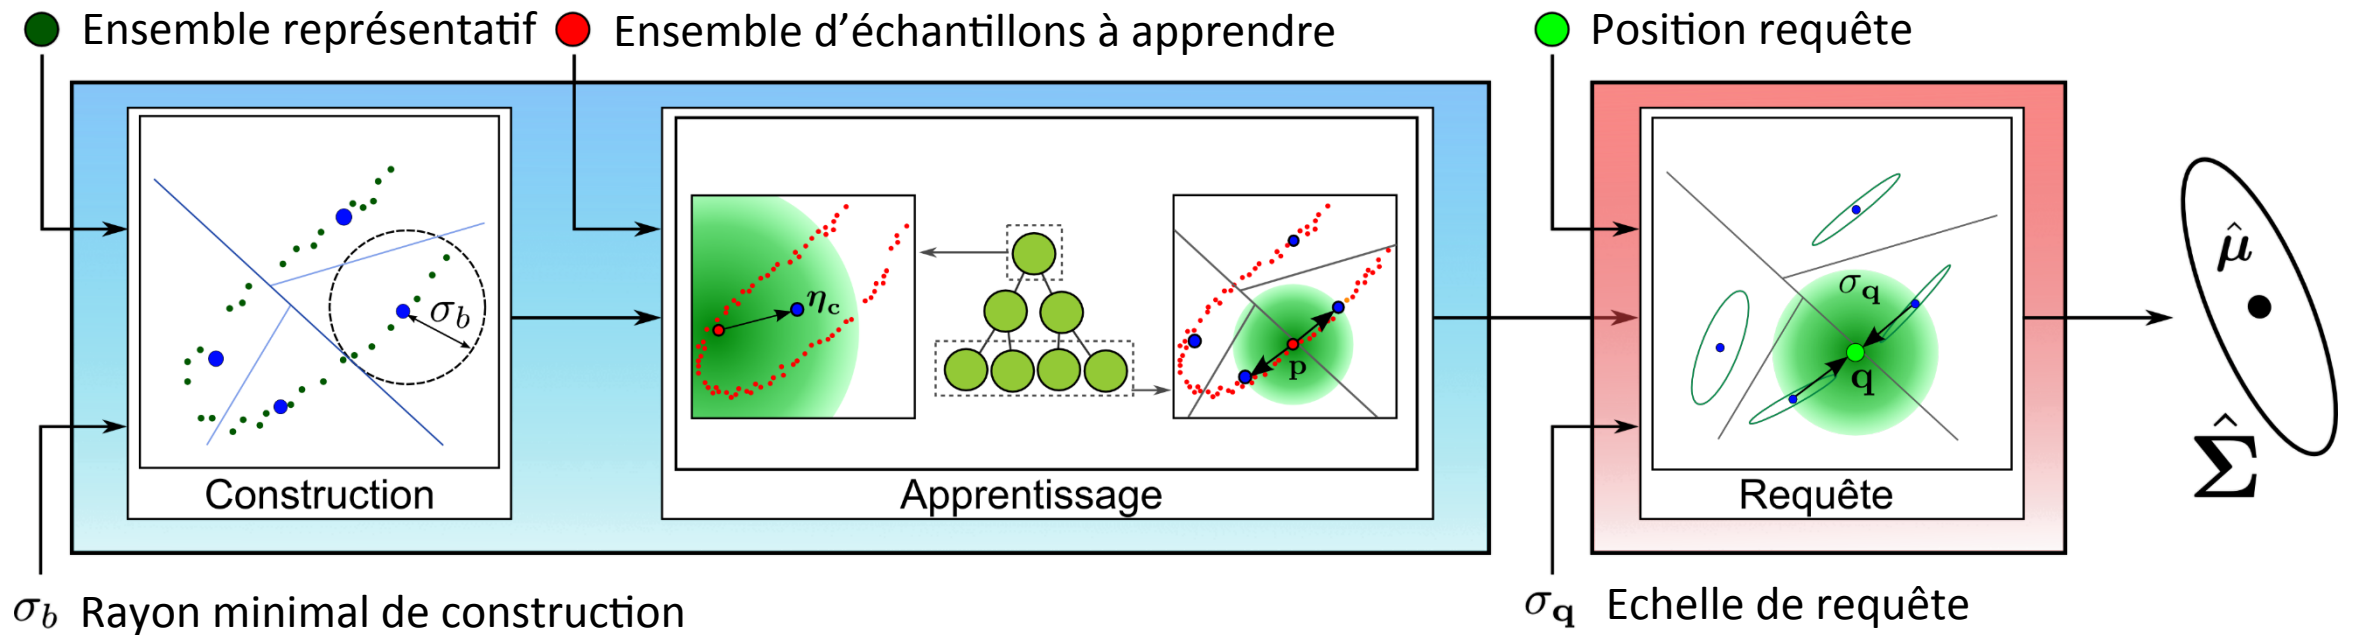 Ensemble représentatif
Ensemble d'échantillons à apprendre
Position requête
σb
ηc
p
σq
q
μ̂
Σ̂
Construction
Apprentissage
Requête
σb Rayon minimal de construction
σq Echelle de requête